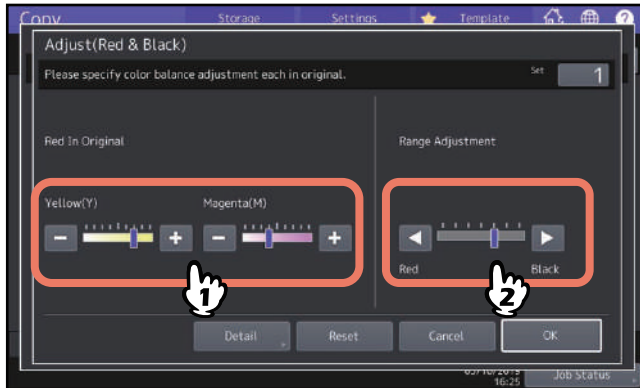 Copy
Storage Settings Template
Adjust(Red & Black)
Please specify color balance adjustment each in original. Set 1
Red In Original Range Adjustment
Yellow(Y) Magenta(M)
Red Black
1 2
Detail Reset Cancel OK
16:25 Job Status